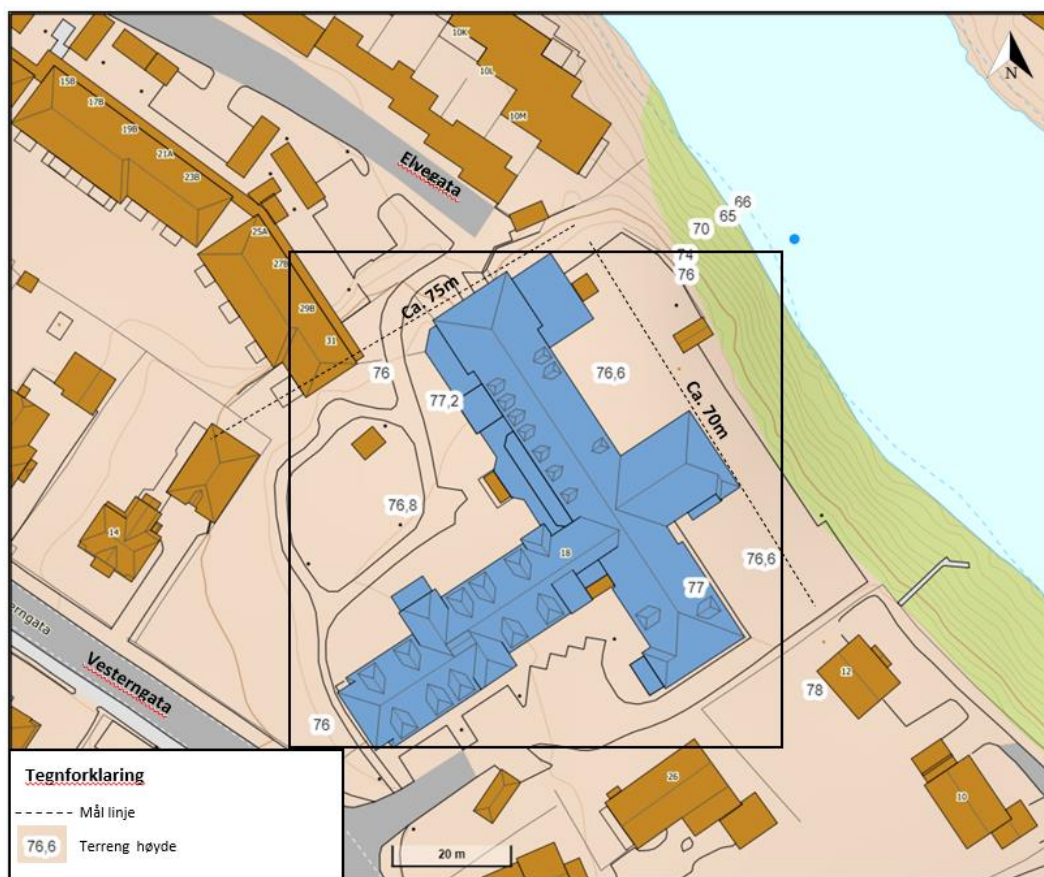 10K
10L
10M
N
15B
17B
19B
21A
23B
25A
27B
29B
31
Elvegata
66
65
70
74
76
Ca. 75m
76
77,2
76,6
Ca. 70m
76,8
14
18
76,6
77
12
78
Vesterngata
76
26
10
Tegnforklaring
Mål linje
76,6 Terreng høyde
20 m